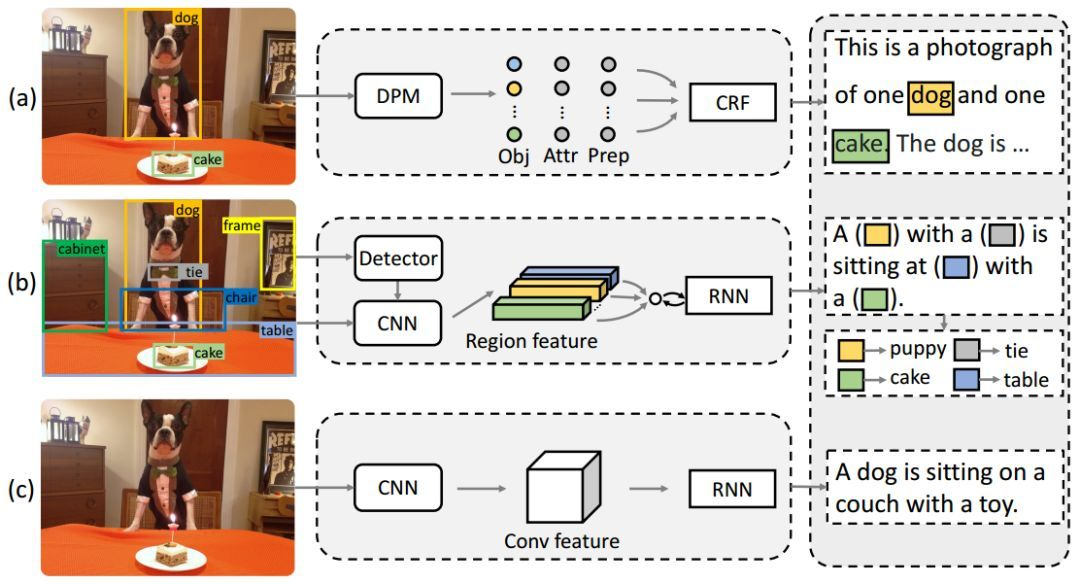 (a)
dog
cake
DPM
Obj Attr Prep
CRF
This is a photograph
of one dog and one
cake. The dog is ...
(b)
dog
frame
cabinet
tie
chair
table
cake
Detector
CNN
Region feature
RNN
A ( ) with a ( ) is
sitting at ( ) with
a ( ).
puppy tie
cake table
(c)
CNN
Conv feature
RNN
A dog is sitting on a
couch with a toy.